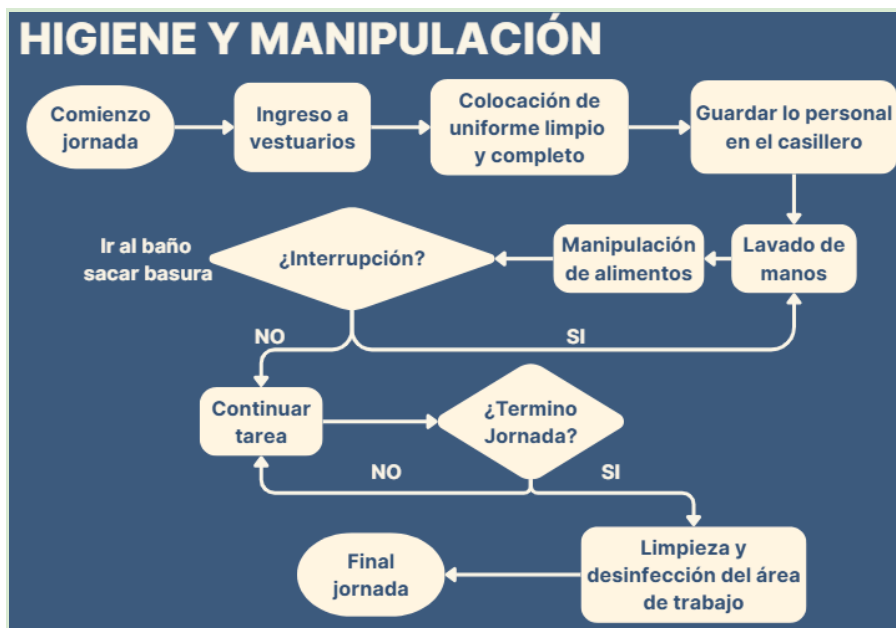 HIGIENE Y MANIPULACIÓN
Comienzo
jornada
Ingreso a
vestuarios
Colocación de
uniforme limpio
y completo
Guardar lo personal
en el casillero
Lavado de
manos
Manipulación
de alimentos
¿Interrupción?
Ir al baño
sacar basura
NO
SI
Continuar
tarea
¿Termino
Jornada?
NO
SI
Limpieza y
desinfección del área
de trabajo
Final
jornada